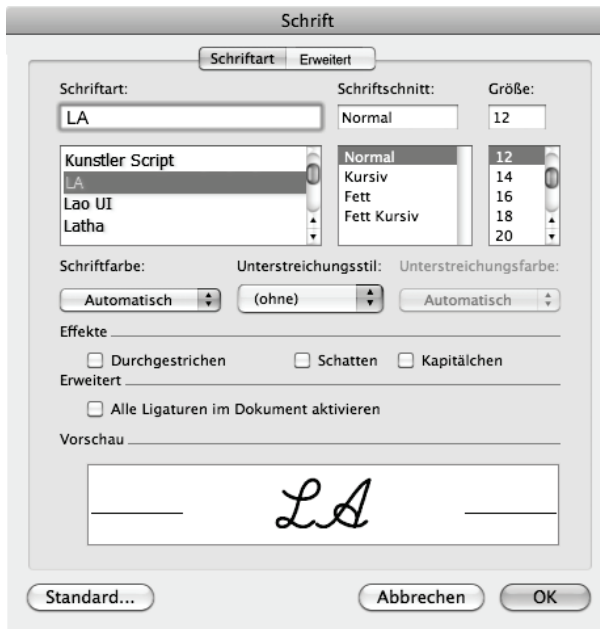 Schrift
Schriftart Erweitert
Schriftart: Schriftschnitt: Größe:
LA Normal 12
Kunstler Script Normal 12
LA Kursiv 14
Lao UI Fett 16
Latha Fett Kursiv 18
20
Schriftfarbe: Unterstreichungsstil: Unterstreichungsfarbe:
Automatisch (ohne) Automatisch
Effekte
Durchgestrichen Schatten Kapitälchen
Erweitert
Alle Ligaturen im Dokument aktivieren
Vorschau
LA
Standard... Abbrechen OK